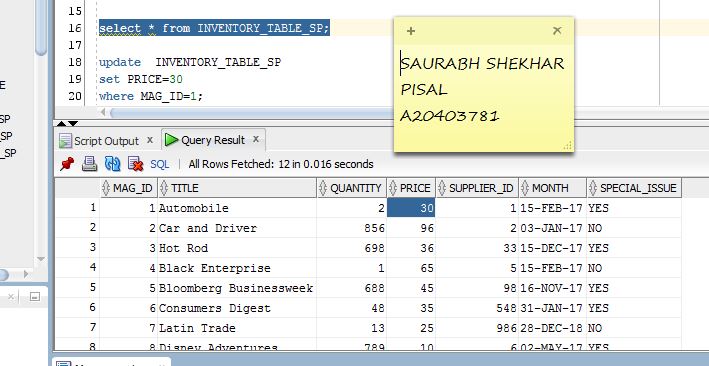 15
16 select * from INVENTORY_TABLE_SP;
17
18 update INVENTORY_TABLE_SP
19 set PRICE=30
20 where MAG_ID=1;
SAURABH SHEKHAR
PISAL
A20403781
E
SP
_SP
_SP
Script Output x Query Result x
SQL | All Rows Fetched: 12 in 0.016 seconds
MAG_ID TITLE QUANTITY PRICE SUPPLIER_ID MONTH SPECIAL_ISSUE
1 1 Automobile 2 30 1 15-FEB-17 YES
2 2 Car and Driver 856 96 2 03-JAN-17 NO
3 3 Hot Rod 698 36 33 15-DEC-17 YES
4 4 Black Enterprise 1 65 5 15-FEB-17 NO
5 5 Bloomberg Businessweek 688 45 98 16-NOV-17 YES
6 6 Consumers Digest 48 35 548 31-JAN-17 YES
7 7 Latin Trade 13 25 986 28-DEC-18 NO
8 8 Disney Adventures 789 10 6 02-MAY-17 YES